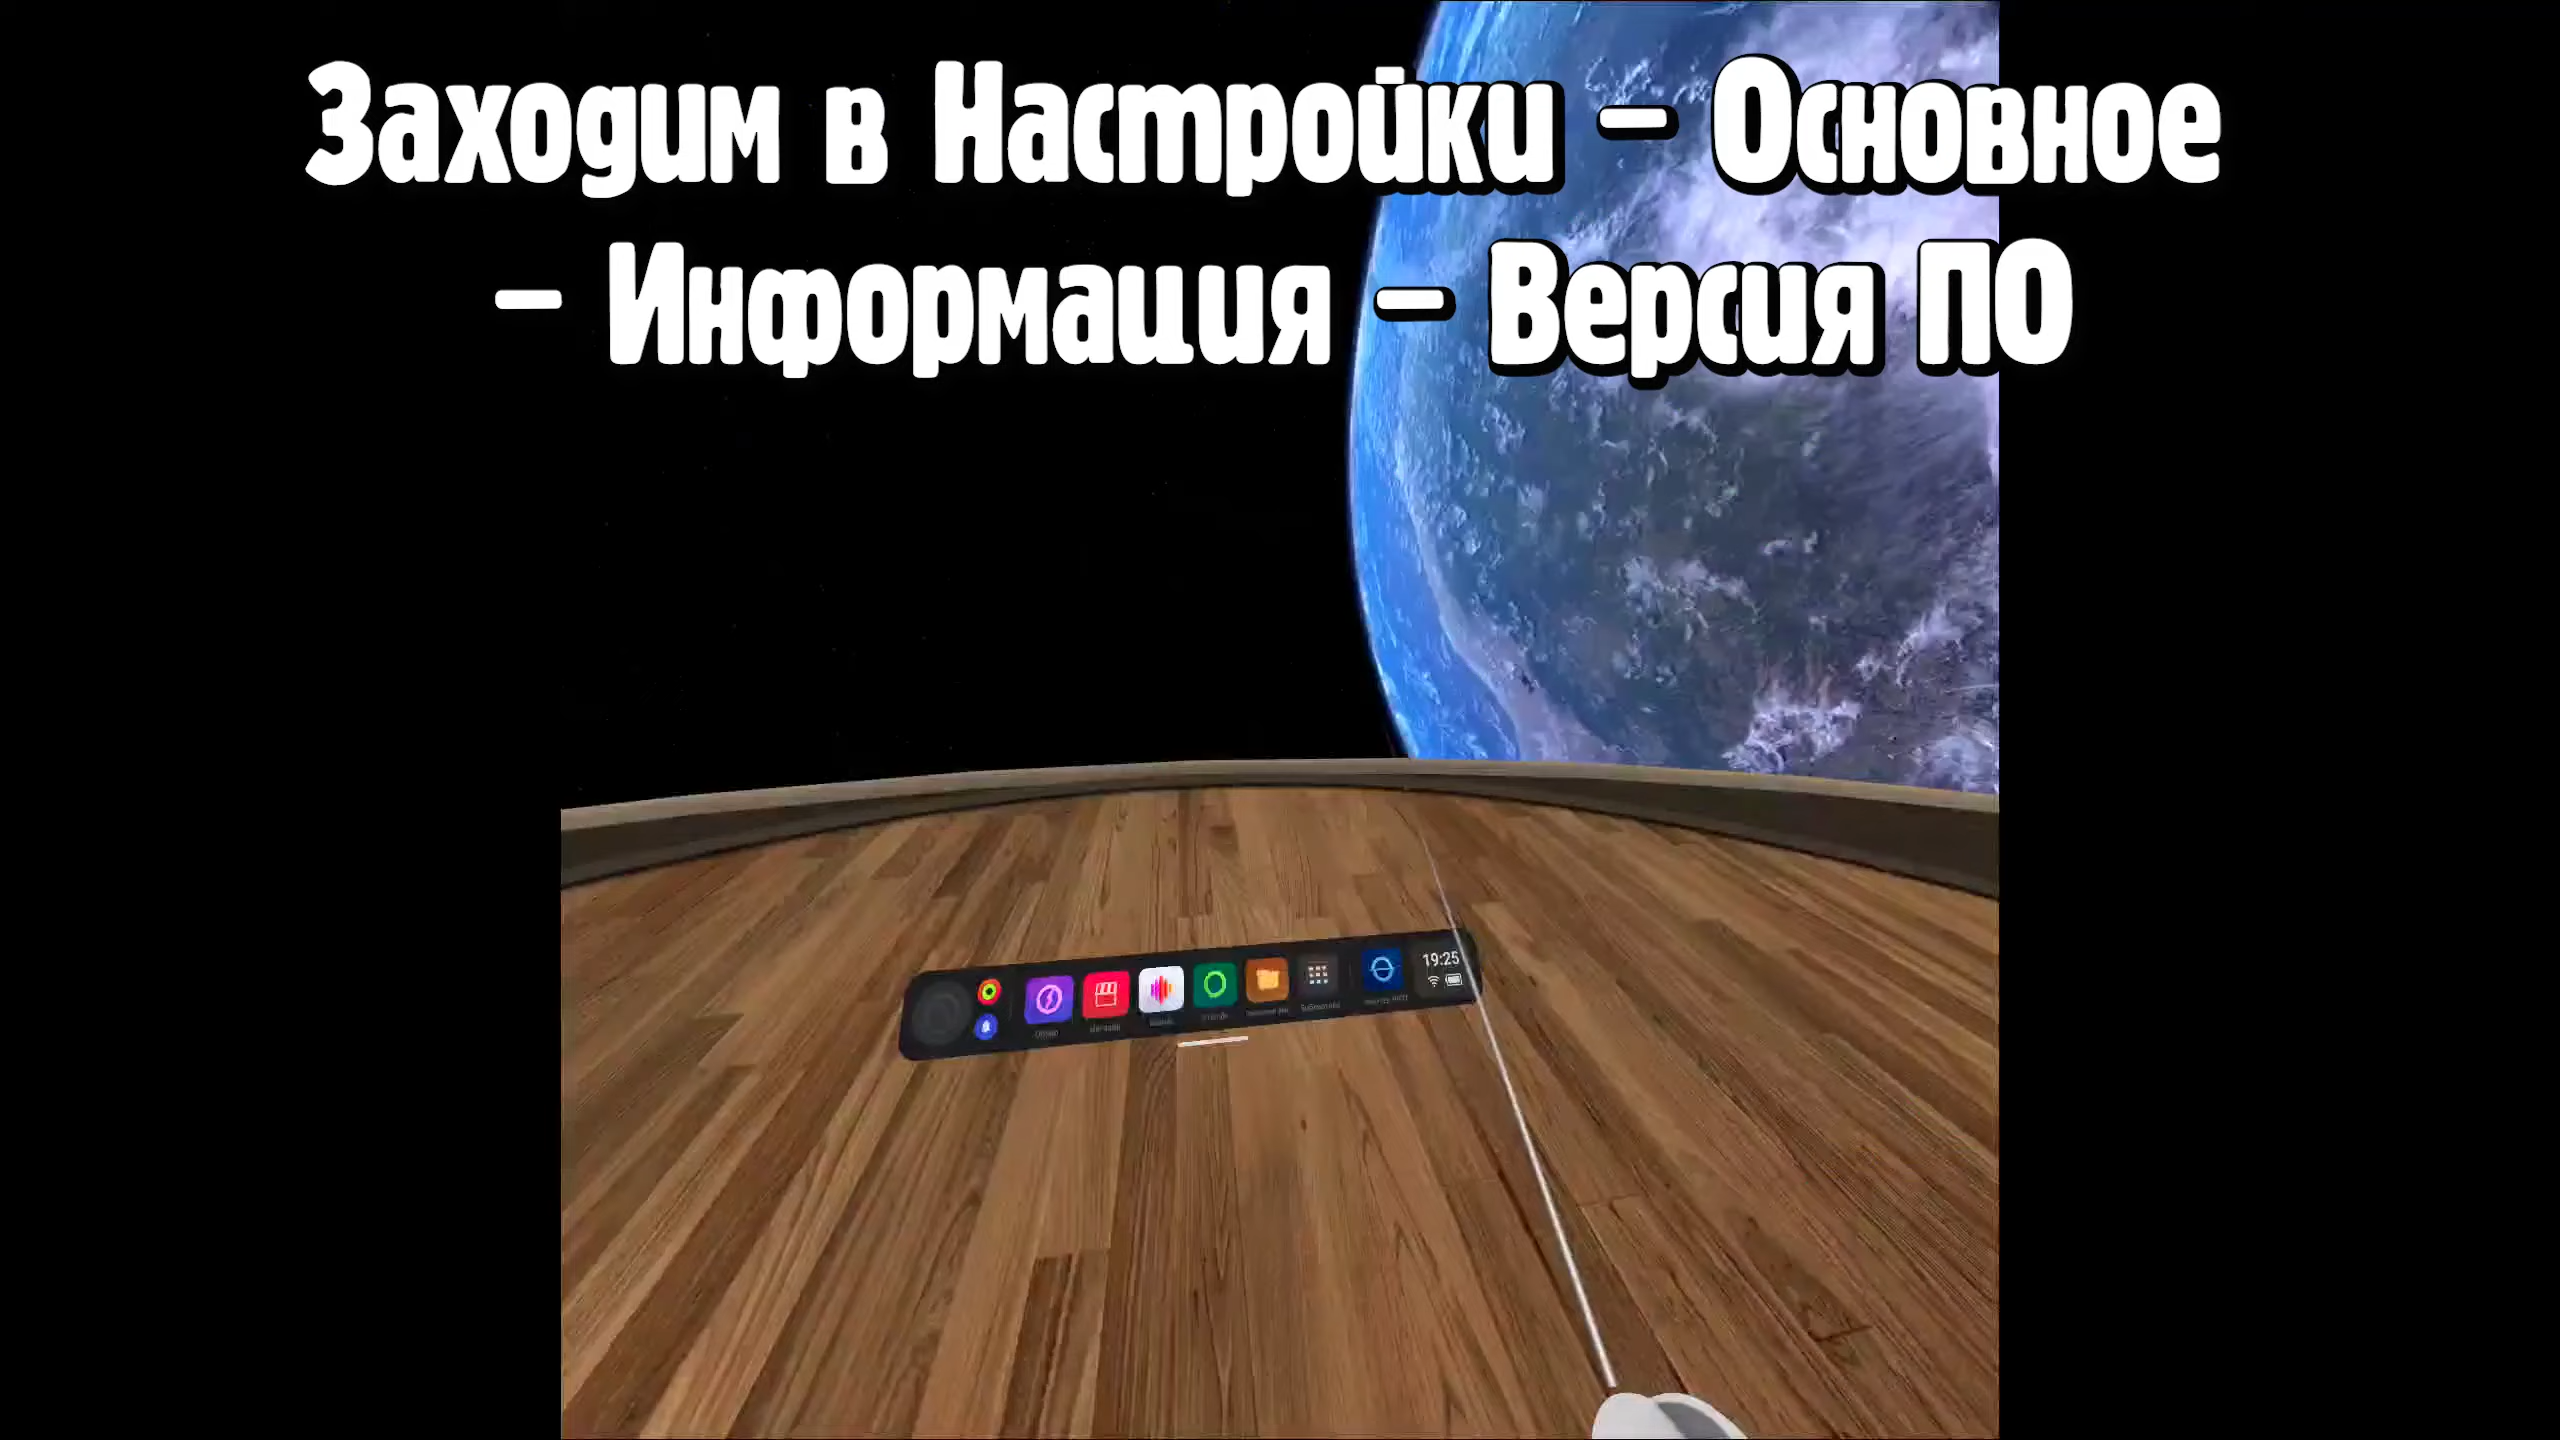 Заходим в Настройки – Основное
– Информация – Версия ПО
19:25